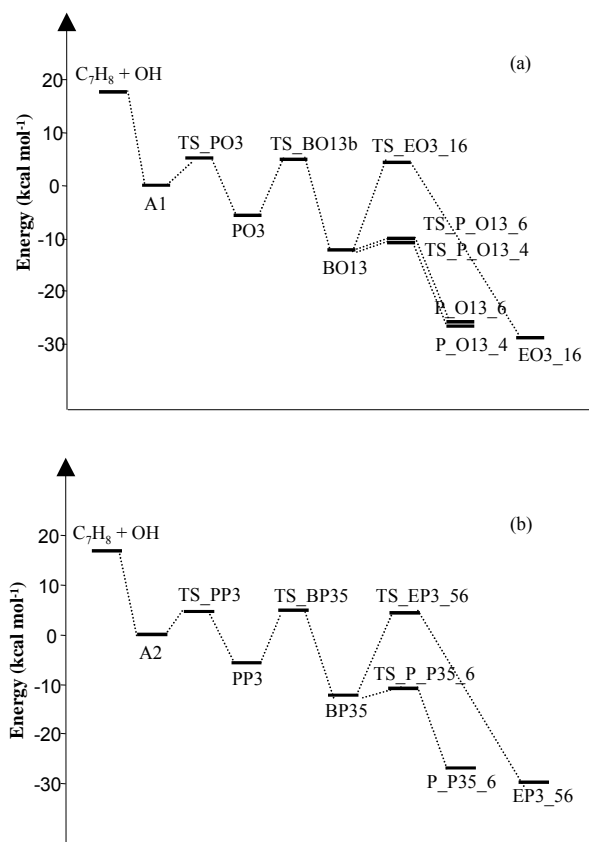 (a)
C₇H₈ + OH
20
TS_PO3
TS_BO13b
TS_EO3_16
10
0
A1
PO3
TS_P_O13_6
-10
BO13
TS_P_O13_4
-20
P_O13_6
-30
P_O13_4
EO3_16
Energy (kcal mol⁻¹)
(b)
C₇H₈ + OH
20
TS_PP3
TS_BP35
TS_EP3_56
10
0
A2
PP3
TS_P_P35_6
-10
BP35
-20
P_P35_6
-30
EP3_56
Energy (kcal mol⁻¹)